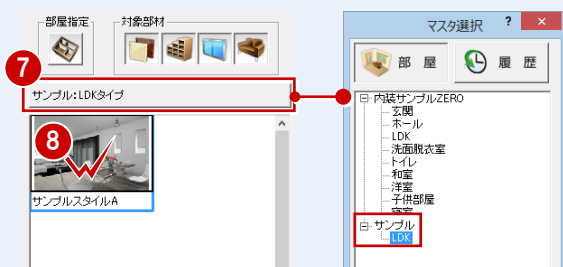 部屋指定
対象部材
7
サンプル:LDKタイプ
8
サンプルスタイルA
マスタ選択 ? ×
部 屋
履 歴
内装サンプルZERO
玄関
ホール
LDK
洗面脱衣室
トイレ
和室
洋室
子供部屋
寝室
サンプル
LDK